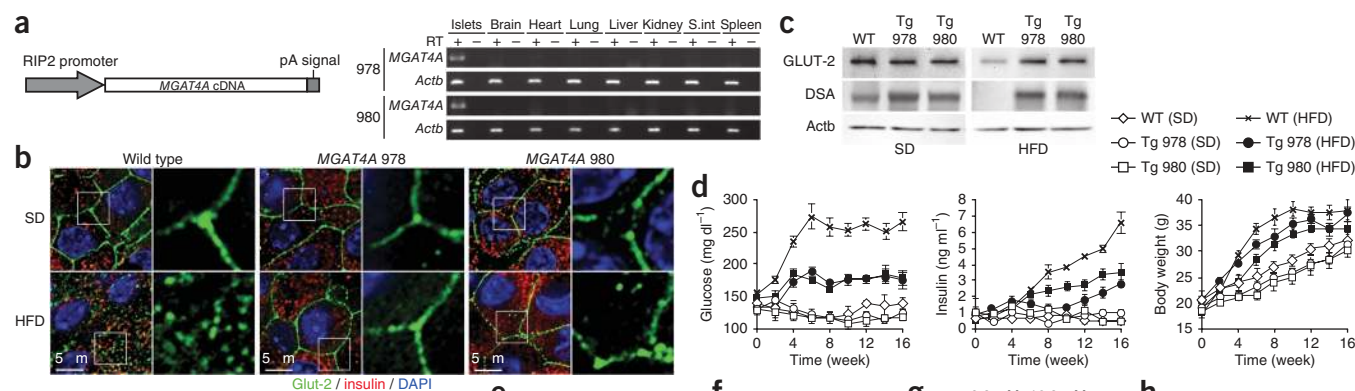 a
RIP2 promoter
pA signal
MGAT4A cDNA
Islets Brain Heart Lung Liver Kidney S.int Spleen
RT + − + − + − + − + − + − + − + −
978
MGAT4A
Actb
980
MGAT4A
Actb
b
Wild type
MGAT4A 978
MGAT4A 980
SD
HFD
5 m
5 m
5 m
Glut-2 / insulin / DAPI
c
WT Tg 978 Tg 980
WT Tg 978 Tg 980
GLUT-2
DSA
Actb
SD
HFD
WT (SD)
WT (HFD)
Tg 978 (SD)
Tg 978 (HFD)
Tg 980 (SD)
Tg 980 (HFD)
d
Glucose (mg dl−1)
300
250
200
150
100
0 4 8 12 16
Time (week)
Insulin (ng ml−1)
8
7
6
5
4
3
2
1
0
0 4 8 12 16
Time (week)
Body weight (g)
40
35
30
25
20
15
0 4 8 12 16
Time (week)
f